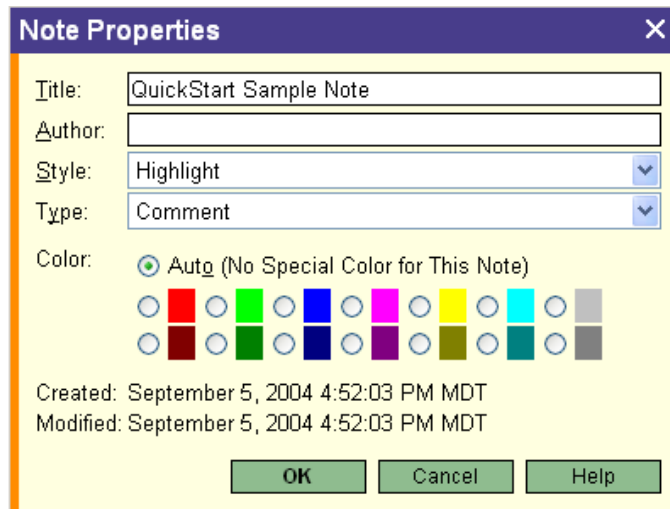 Note Properties
Title: QuickStart Sample Note
Author:
Style: Highlight
Type: Comment
Color: Auto (No Special Color for This Note)
Created: September 5, 2004 4:52:03 PM MDT
Modified: September 5, 2004 4:52:03 PM MDT
OK Cancel Help